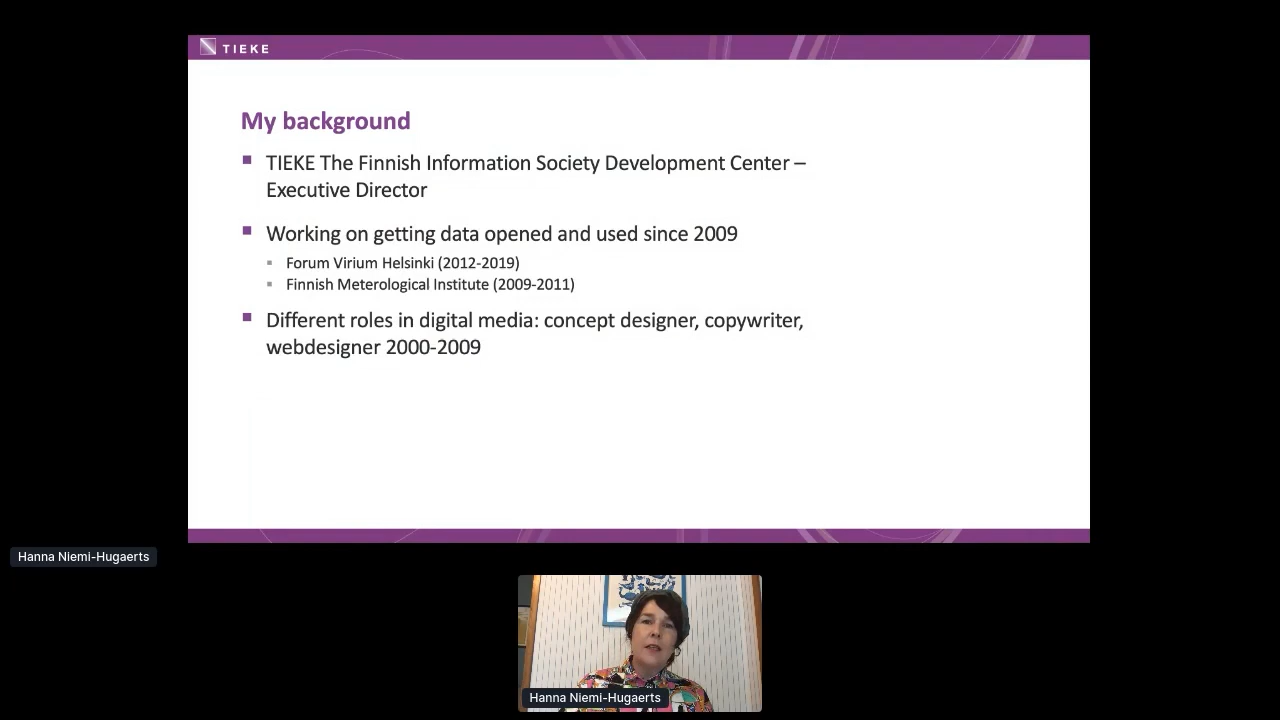 TIEKE
My background
TIEKE The Finnish Information Society Development Center –
Executive Director
Working on getting data opened and used since 2009
Forum Virium Helsinki (2012-2019)
Finnish Meterological Institute (2009-2011)
Different roles in digital media: concept designer, copywriter,
webdesigner 2000-2009
Hanna Niemi-Hugaerts
Hanna Niemi-Hugaerts